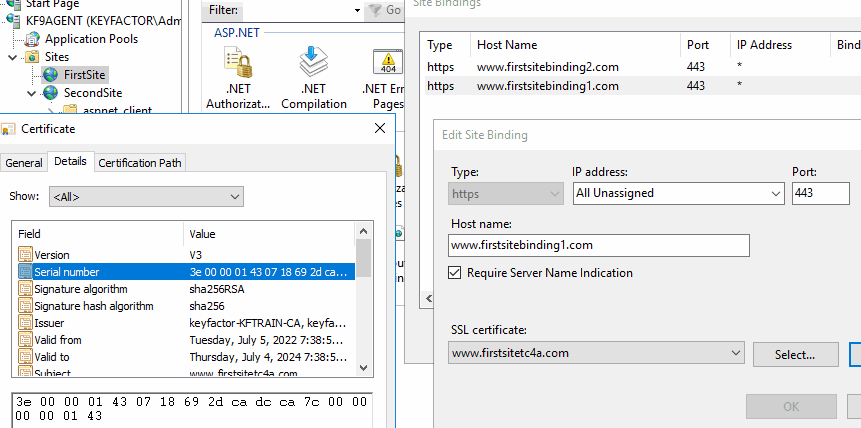 Start Page
KF9AGENT (KEYFACTOR\Adm
Application Pools
Sites
FirstSite
SecondSite
aspnet_client
Filter:
Go
ASP.NET
.NET Authorizat...
.NET Compilation
404
.NET Err Pages
Site Bindings
Type Host Name Port IP Address Bind
https www.firstsitebinding2.com 443 *
https www.firstsitebinding1.com 443 *
Certificate
General Details Certification Path
Show: <All>
Field Value
Version V3
Serial number 3e 00 00 01 43 07 18 69 2d ca...
Signature algorithm sha256RSA
Signature hash algorithm sha256
Issuer keyfactor-KFTRAIN-CA, keyfa...
Valid from Tuesday, July 5, 2022 7:38:5...
Valid to Thursday, July 4, 2024 7:38:5...
Subject www.firstsitetc4a.com
3e 00 00 01 43 07 18 69 2d ca dc ca 7c 00 00
00 00 01 43
Edit Site Binding
Type: IP address: Port:
https All Unassigned 443
Host name:
www.firstsitebinding1.com
Require Server Name Indication
SSL certificate:
www.firstsitetc4a.com Select...
OK